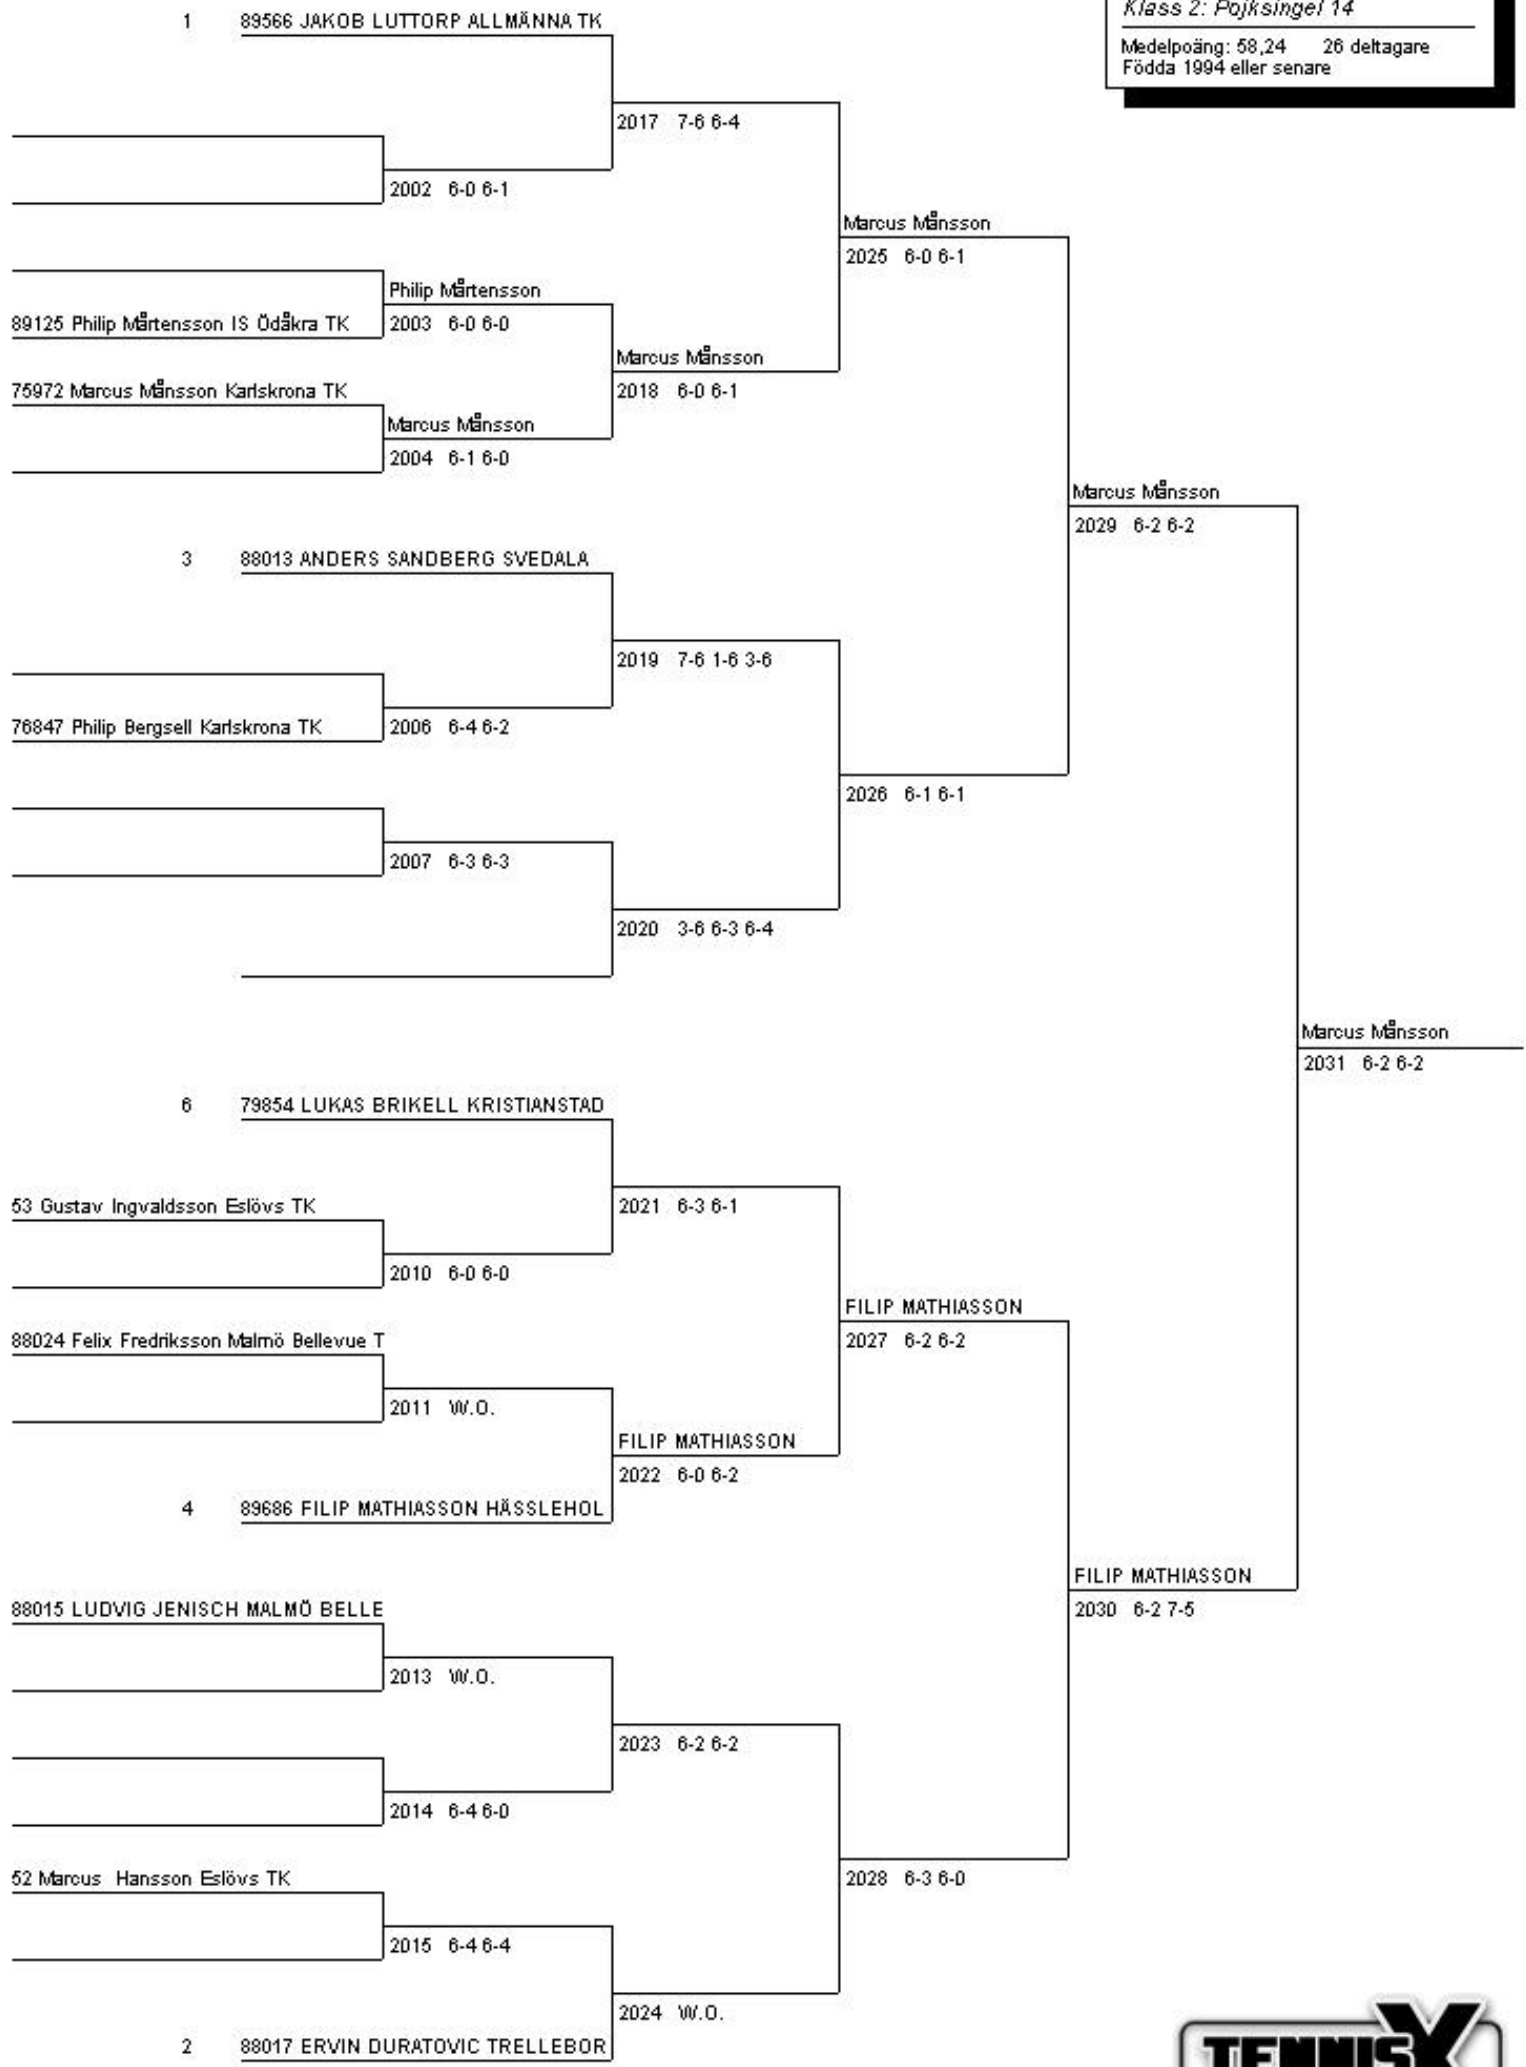 Klass 2: Pojksingel 14
Medelpoäng: 58,24 26 deltagare
Födda 1994 eller senare
1 89566 JAKOB LUTTORP ALLMÄNNA TK
2017 7-6 6-4
2002 6-0 6-1
Marcus Månsson
2025 6-0 6-1
Philip Mårtensson
89125 Philip Mårtensson IS Ödåkra TK
2003 6-0 6-0
Marcus Månsson
75972 Marcus Månsson Karlskrona TK
2018 6-0 6-1
Marcus Månsson
2004 6-1 6-0
Marcus Månsson
2029 6-2 6-2
3 88013 ANDERS SANDBERG SVEDALA
2019 7-6 1-6 3-6
76847 Philip Bergsell Karlskrona TK
2006 6-4 6-2
2026 6-1 6-1
2007 6-3 6-3
2020 3-6 6-3 6-4
Marcus Månsson
2031 6-2 6-2
6 79854 LUKAS BRIKELL KRISTIANSTAD
53 Gustav Ingvaldsson Eslövs TK
2021 6-3 6-1
2010 6-0 6-0
FILIP MATHIASSON
88024 Felix Fredriksson Malmö Bellevue T
2027 6-2 6-2
2011 W.O.
FILIP MATHIASSON
2022 6-0 6-2
4 89686 FILIP MATHIASSON HÄSSLEHOL
FILIP MATHIASSON
88015 LUDVIG JENISCH MALMÖ BELLE
2030 6-2 7-5
2013 W.O.
2023 6-2 6-2
2014 6-4 6-0
52 Marcus Hansson Eslövs TK
2028 6-3 6-0
2015 6-4 6-4
2024 W.O.
2 88017 ERVIN DURATOVIC TRELLEBOR
TENNIS